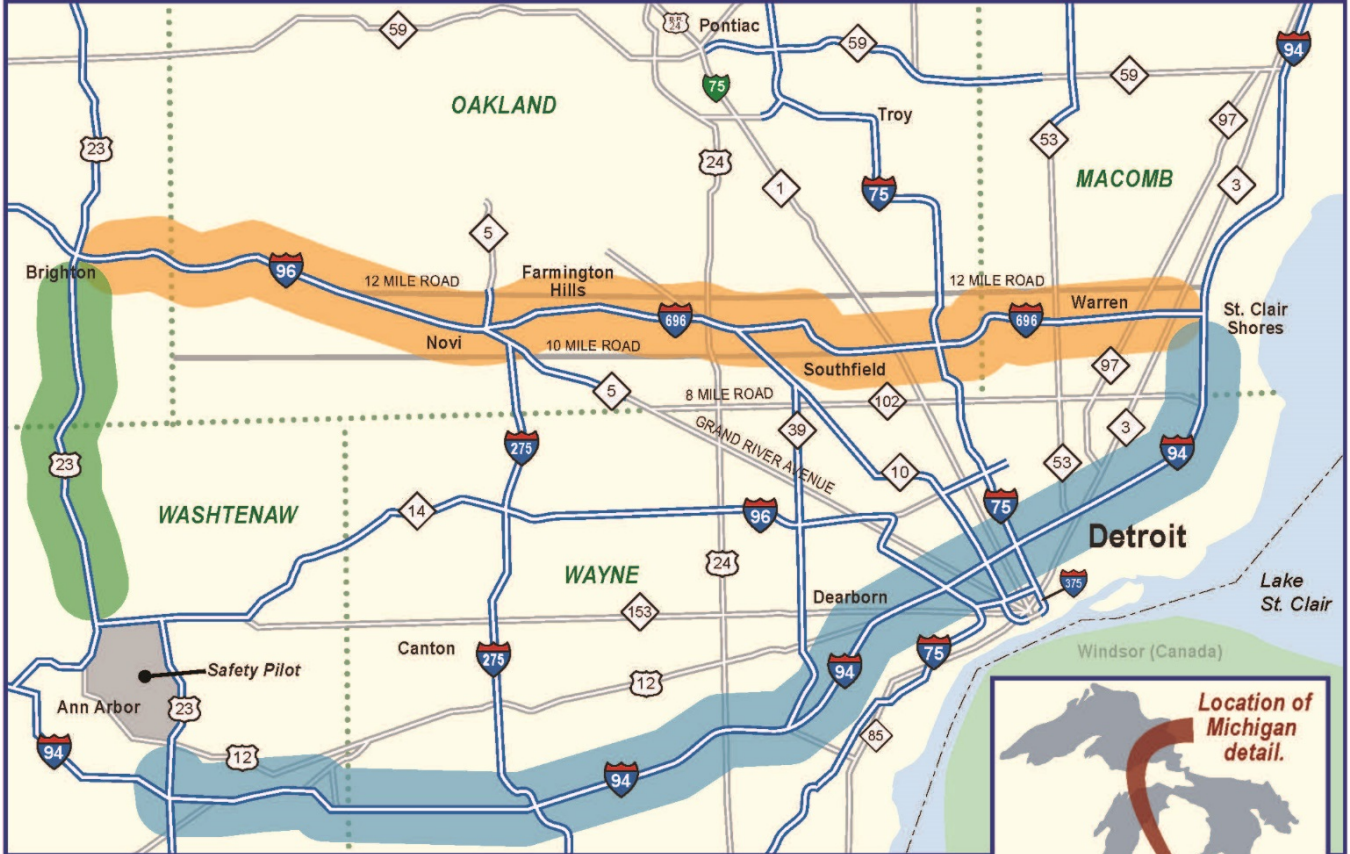 B.R. 24
Pontiac
59
59
94
75
59
OAKLAND
Troy
97
23
53
24
MACOMB
1
75
3
5
Brighton
96
12 MILE ROAD
Farmington
Hills
12 MILE ROAD
Warren
696
696
St. Clair
Shores
Novi
10 MILE ROAD
Southfield
97
5
8 MILE ROAD
102
39
3
GRAND RIVER AVENUE
275
94
23
53
10
WASHTENAW
14
96
75
Detroit
24
WAYNE
375
Dearborn
153
Lake
St. Clair
Canton
275
75
Windsor (Canada)
94
Safety Pilot
12
Ann Arbor
23
85
94
12
94
Location of
Michigan
detail.